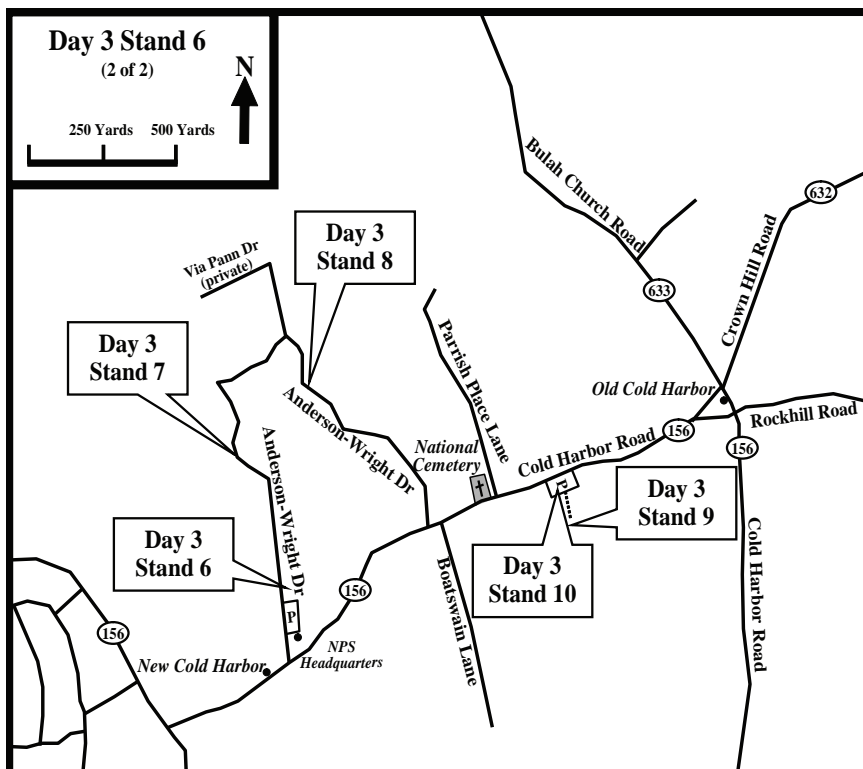 Day 3 Stand 6
(2 of 2)
N
250 Yards 500 Yards
632
Bulah Church Road
Crown Hill Road
Via Pann Dr
(private)
Day 3
Stand 8
633
Parrish Place Lane
Day 3
Stand 7
Old Cold Harbor
Anderson-Wright Dr
Rockhill Road
156
Cold Harbor Road
156
National
Cemetery
Anderson-Wright Dr
P
Day 3
Stand 9
Day 3
Stand 6
Day 3
Stand 10
Cold Harbor Road
Boatswain Lane
156
P
156
NPS
Headquarters
New Cold Harbor